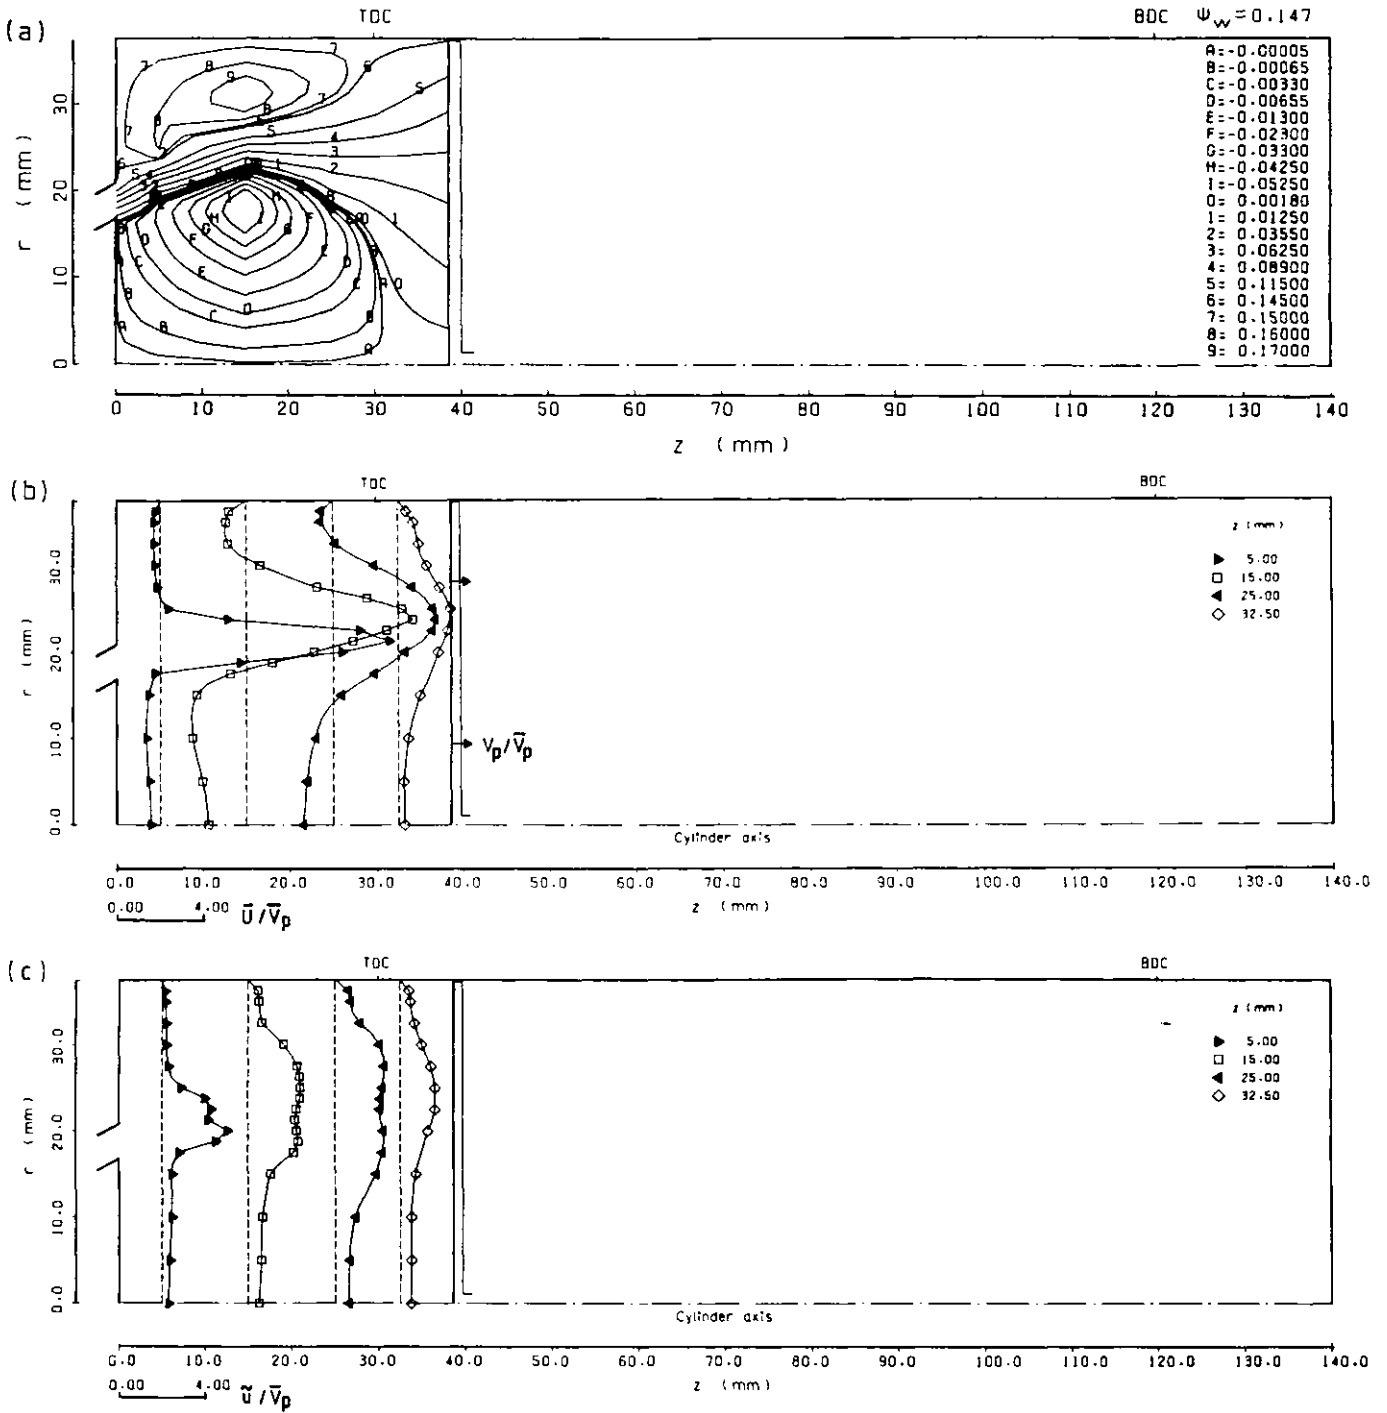 (a)
TDC
BDC Ψw=0.147
A=-0.00005
B=-0.00065
C=-0.00330
D=-0.00655
E=-0.01300
F=-0.02300
G=-0.03300
H=-0.04250
I=-0.05250
0= 0.00180
1= 0.01250
2= 0.03550
3= 0.06250
4= 0.08900
5= 0.11500
6= 0.14500
7= 0.15000
8= 0.16000
9= 0.17000
r (mm)
0 10 20 30
0 10 20 30 40 50 60 70 80 90 100 110 120 130 140
z (mm)
(b)
TDC
BDC
z (mm)
5.00
15.00
25.00
32.50
r (mm)
0.0 10.0 20.0 30.0
Vp/V̄p
Cylinder axis
0.0 10.0 20.0 30.0 40.0 50.0 60.0 70.0 80.0 90.0 100.0 110.0 120.0 130.0 140.0
z (mm)
0.00 4.00 Ū/V̄p
(c)
TDC
BDC
z (mm)
5.00
15.00
25.00
32.50
r (mm)
0.0 10.0 20.0 30.0
Cylinder axis
0.0 10.0 20.0 30.0 40.0 50.0 60.0 70.0 80.0 90.0 100.0 110.0 120.0 130.0 140.0
z (mm)
0.00 4.00 ũ/V̄p